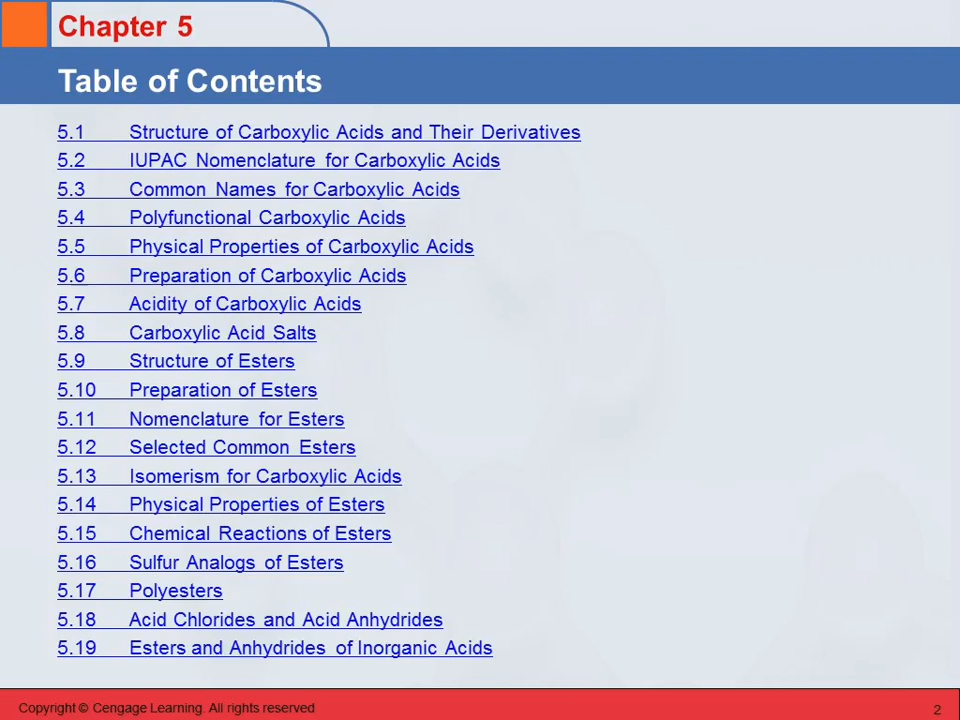 Chapter 5
Table of Contents
5.1 Structure of Carboxylic Acids and Their Derivatives
5.2 IUPAC Nomenclature for Carboxylic Acids
5.3 Common Names for Carboxylic Acids
5.4 Polyfunctional Carboxylic Acids
5.5 Physical Properties of Carboxylic Acids
5.6 Preparation of Carboxylic Acids
5.7 Acidity of Carboxylic Acids
5.8 Carboxylic Acid Salts
5.9 Structure of Esters
5.10 Preparation of Esters
5.11 Nomenclature for Esters
5.12 Selected Common Esters
5.13 Isomerism for Carboxylic Acids
5.14 Physical Properties of Esters
5.15 Chemical Reactions of Esters
5.16 Sulfur Analogs of Esters
5.17 Polyesters
5.18 Acid Chlorides and Acid Anhydrides
5.19 Esters and Anhydrides of Inorganic Acids
Copyright © Cengage Learning. All rights reserved 2